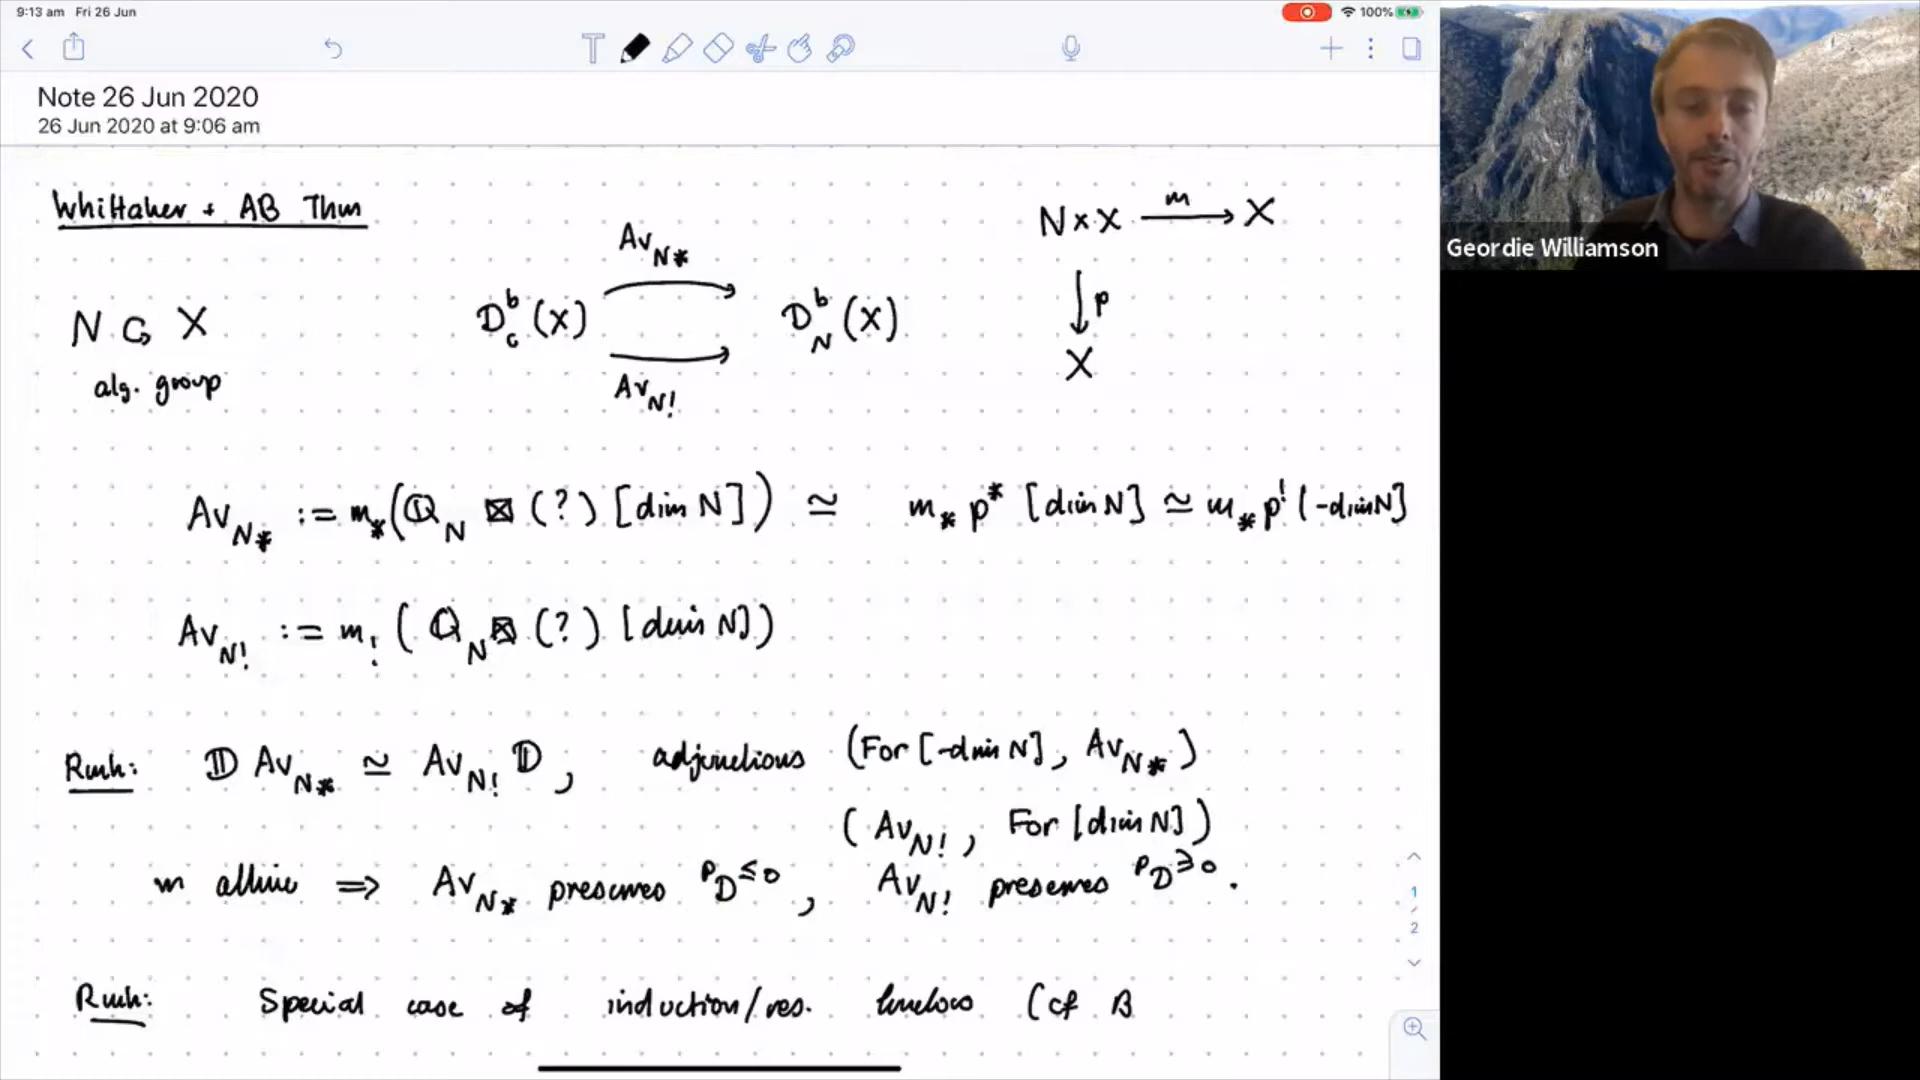 9:13 am Fri 26 Jun
100%
Note 26 Jun 2020
26 Jun 2020 at 9:06 am
Whittaker + AB Thm
N × X →m X
↓ p
X
N ↻ X
alg. group
D^b_c(X) D^b_N(X)
Av_{N*}
Av_{N!}
Av_{N*} := m_*(ℚ_N ⊠ (?) [dim N]) ≃ m_* p^* [dim N] ≃ m_* p^! [-dim N]
Av_{N!} := m_! (ℚ_N ⊠ (?) [dim N])
Rmk: 𝔻 Av_{N*} ≃ Av_{N!} 𝔻, adjunctions (For [-dim N], Av_{N*})
(Av_{N!}, For [dim N])
m affine ⇒ Av_{N*} preserves ^pD^{≤0}, Av_{N!} preserves ^pD^{≥0}.
Rmk: Special case of induction/res. functors (cf B
1
2
Geordie Williamson